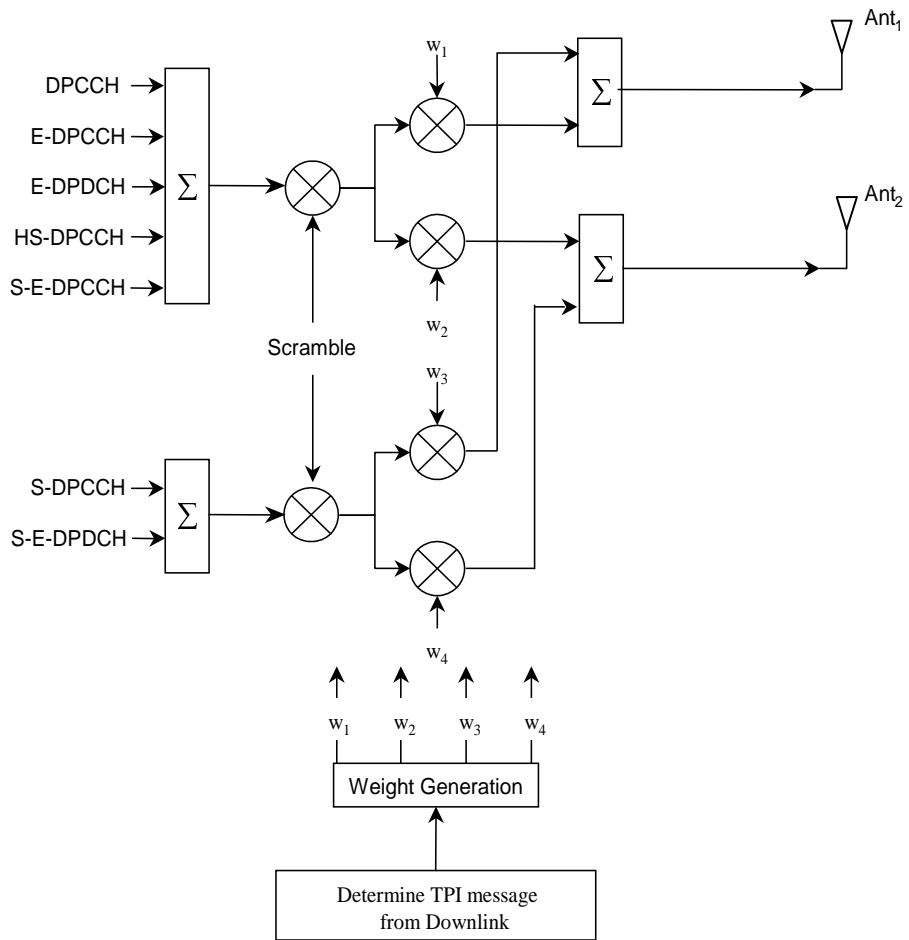 Ant₁
w₁
DPCCH
Σ
E-DPCCH
E-DPDCH
Σ
Ant₂
HS-DPCCH
Σ
S-E-DPCCH
w₂
Scramble
w₃
S-DPCCH
Σ
S-E-DPDCH
w₄
w₁ w₂ w₃ w₄
Weight Generation
Determine TPI message
from Downlink